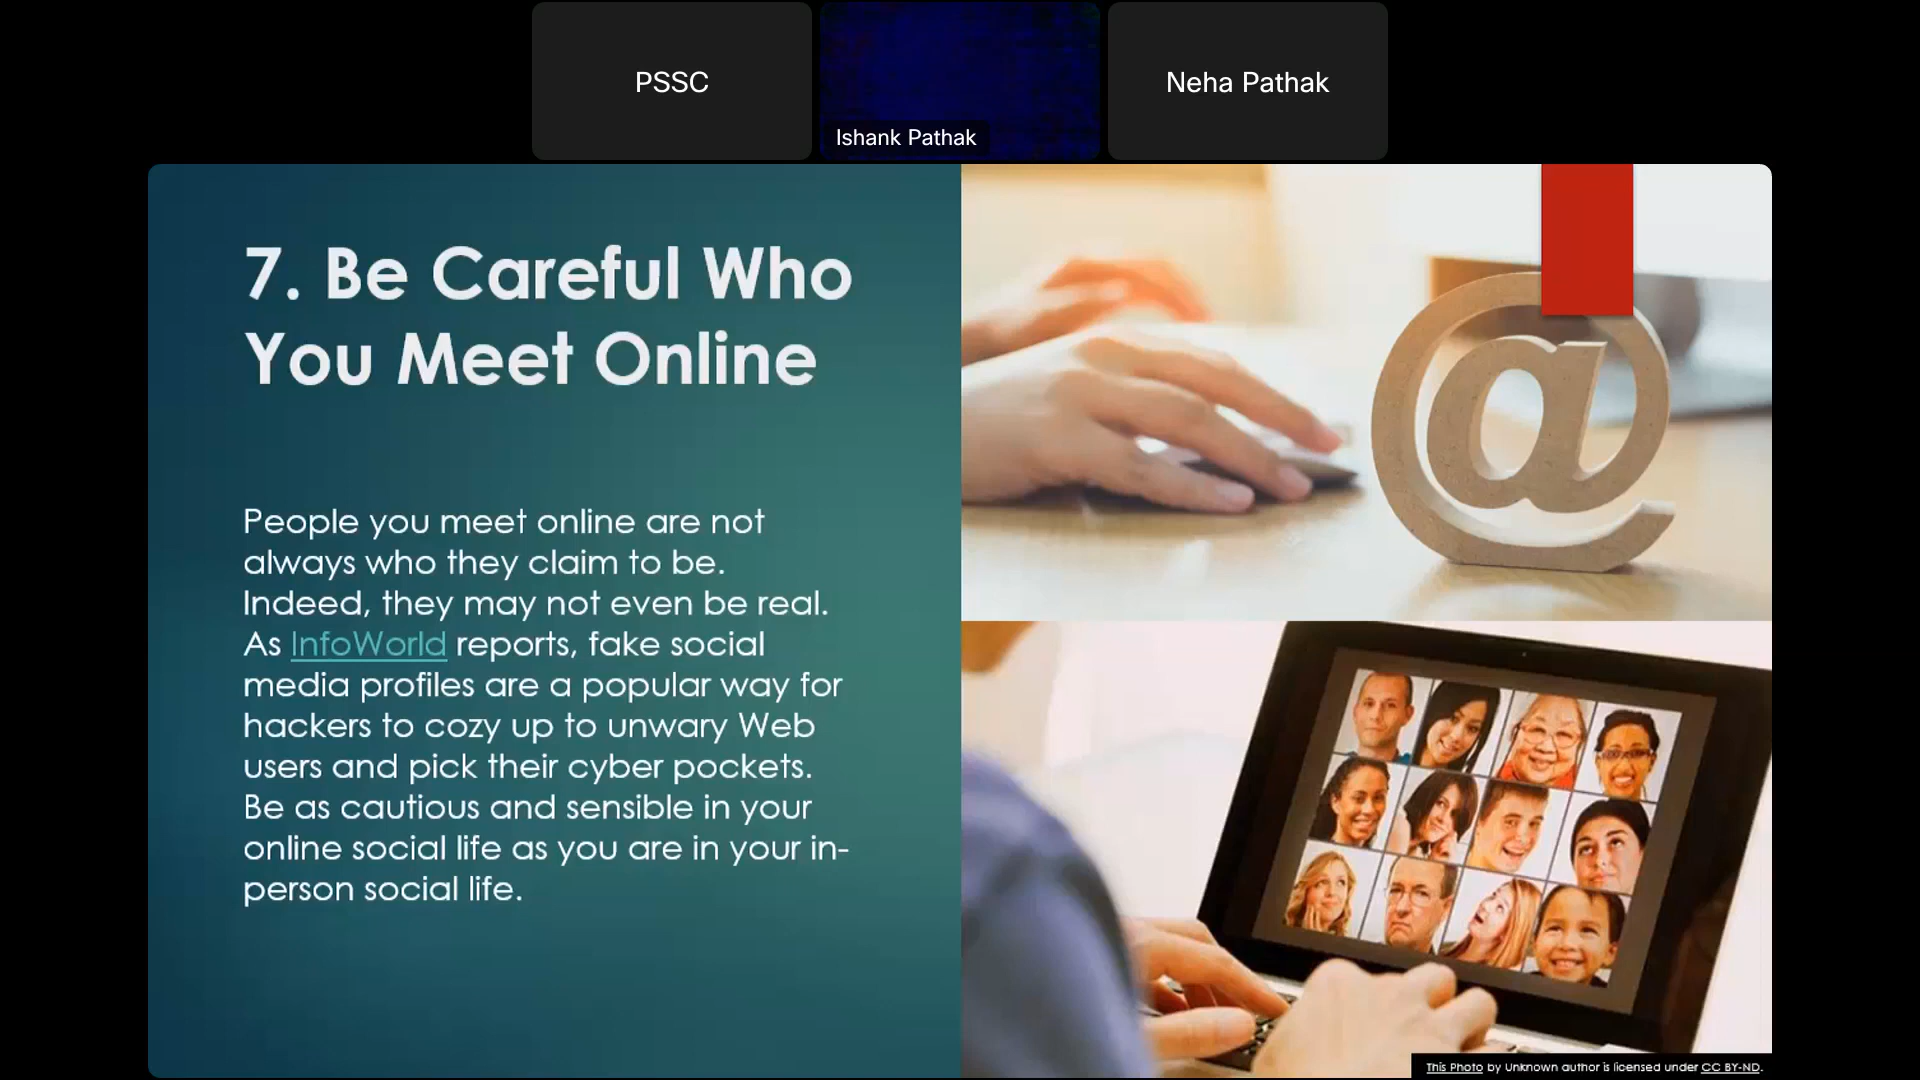 PSSC
Ishank Pathak
Neha Pathak
7. Be Careful Who
You Meet Online
People you meet online are not
always who they claim to be.
Indeed, they may not even be real.
As InfoWorld reports, fake social
media profiles are a popular way for
hackers to cozy up to unwary Web
users and pick their cyber pockets.
Be as cautious and sensible in your
online social life as you are in your in-
person social life.
@
This Photo by Unknown author is licensed under CC BY-ND.